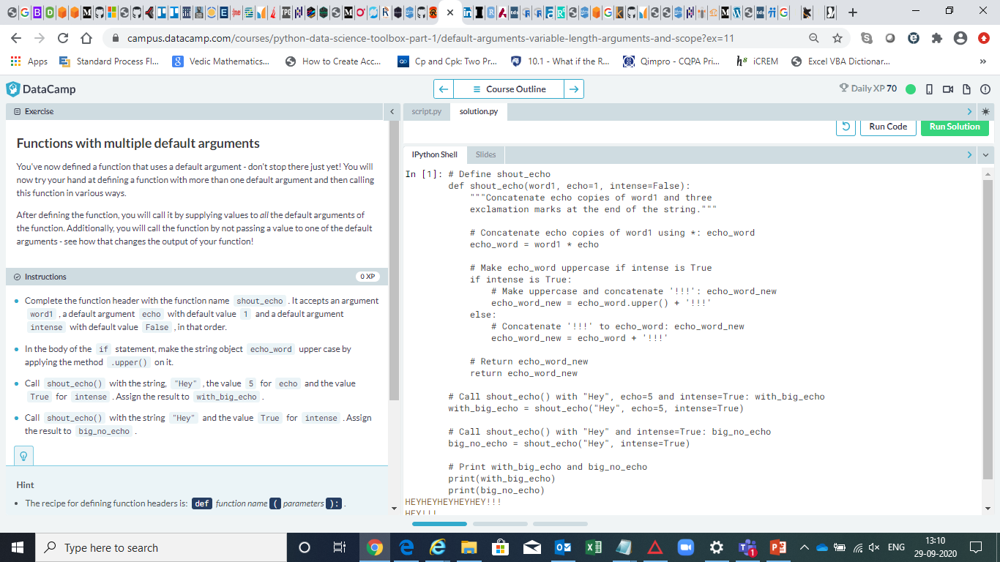 campus.datacamp.com/courses/python-data-science-toolbox-part-1/default-arguments-variable-length-arguments-and-scope?ex=11
Apps Standard Process Fl... Vedic Mathematics... How to Create Acc... Cp and Cpk: Two Pr... 10.1 - What if the R... Qimpro - CQPA Pri... iCREM Excel VBA Dictionar... »
DataCamp
Course Outline
Daily XP 70
Exercise
script.py solution.py
Functions with multiple default arguments
You've now defined a function that uses a default argument - don't stop there just yet! You will
now try your hand at defining a function with more than one default argument and then calling
this function in various ways.
After defining the function, you will call it by supplying values to all the default arguments of
the function. Additionally, you will call the function by not passing a value to one of the default
arguments - see how that changes the output of your function!
Instructions
0 XP
Complete the function header with the function name shout_echo . It accepts an argument
word1 , a default argument echo with default value 1 and a default argument
intense with default value False , in that order.
In the body of the if statement, make the string object echo_word upper case by
applying the method .upper() on it.
Call shout_echo() with the string, "Hey" , the value 5 for echo and the value
True for intense . Assign the result to with_big_echo .
Call shout_echo() with the string "Hey" and the value True for intense . Assign
the result to big_no_echo .
Hint
The recipe for defining function headers is: def function name ( parameters ): .
Run Code Run Solution
IPython Shell Slides
In [1]: # Define shout_echo
def shout_echo(word1, echo=1, intense=False):
"""Concatenate echo copies of word1 and three
exclamation marks at the end of the string."""
# Concatenate echo copies of word1 using *: echo_word
echo_word = word1 * echo
# Make echo_word uppercase if intense is True
if intense is True:
# Make uppercase and concatenate '!!!': echo_word_new
echo_word_new = echo_word.upper() + '!!!'
else:
# Concatenate '!!!' to echo_word: echo_word_new
echo_word_new = echo_word + '!!!'
# Return echo_word_new
return echo_word_new
# Call shout_echo() with "Hey", echo=5 and intense=True: with_big_echo
with_big_echo = shout_echo("Hey", echo=5, intense=True)
# Call shout_echo() with "Hey" and intense=True: big_no_echo
big_no_echo = shout_echo("Hey", intense=True)
# Print with_big_echo and big_no_echo
print(with_big_echo)
print(big_no_echo)
HEYHEYHEYHEYHEY!!!
HEY!!!
Type here to search
ENG
13:10
29-09-2020